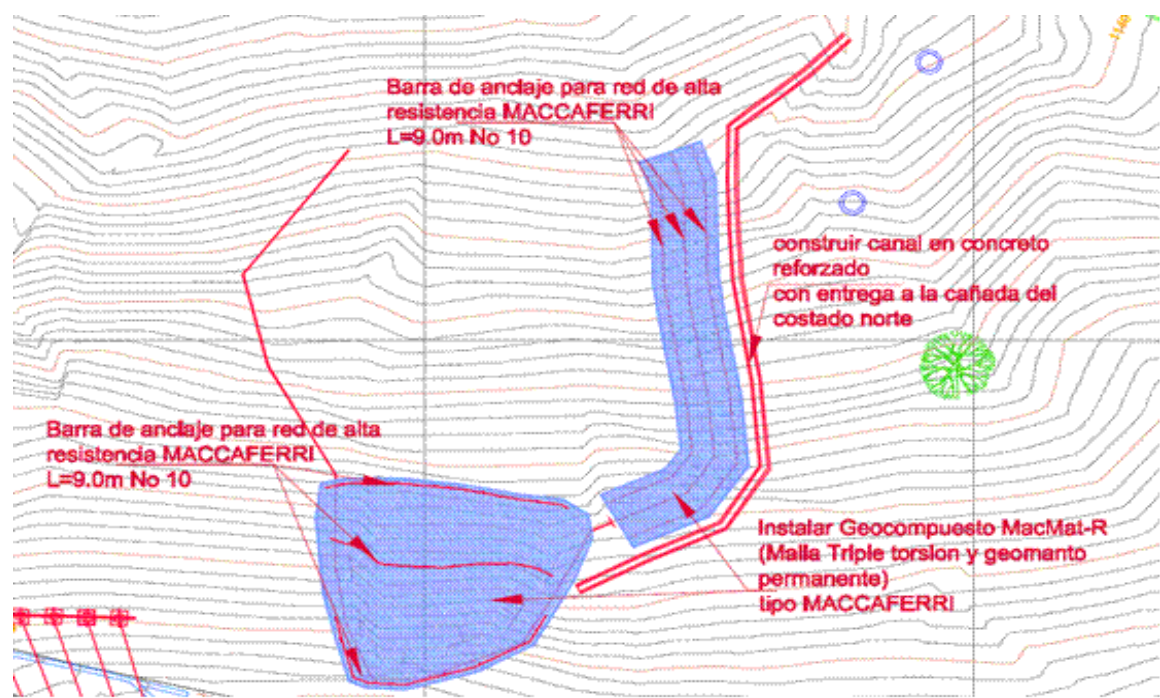 Barra de anclaje para red de alta
resistencia MACCAFERRI
L=9.0m No 10
construir canal en concreto
reforzado
con entrega a la cañada del
costado norte
Barra de anclaje para red de alta
resistencia MACCAFERRI
L=9.0m No 10
Instalar Geocompuesto MacMat-R
(Malla Triple torsion y geomanto
permanente)
tipo MACCAFERRI